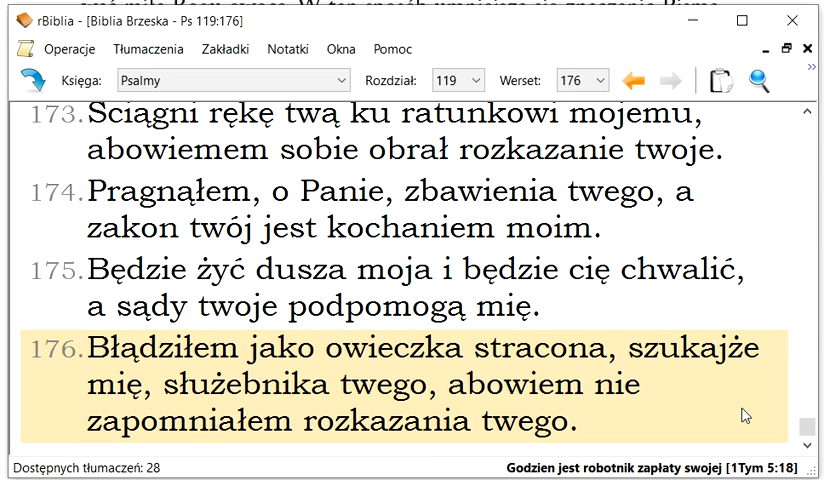 rBiblia - [Biblia Brzeska - Ps 119:176]
Operacje Tłumaczenia Zakładki Notatki Okna Pomoc
Księga: Psalmy Rozdział: 119 Werset: 176
173. Ściągni rękę twą ku ratunkowi mojemu,
abowiemem sobie obrał rozkazanie twoje.
174. Pragnąłem, o Panie, zbawienia twego, a
zakon twój jest kochaniem moim.
175. Będzie żyć dusza moja i będzie cię chwalić,
a sądy twoje podpomogą mię.
176. Błądziłem jako owieczka stracona, szukajże
mię, służebnika twego, abowiem nie
zapomniałem rozkazania twego.
Dostępnych tłumaczeń: 28 Godzien jest robotnik zapłaty swojej [1Tym 5:18]